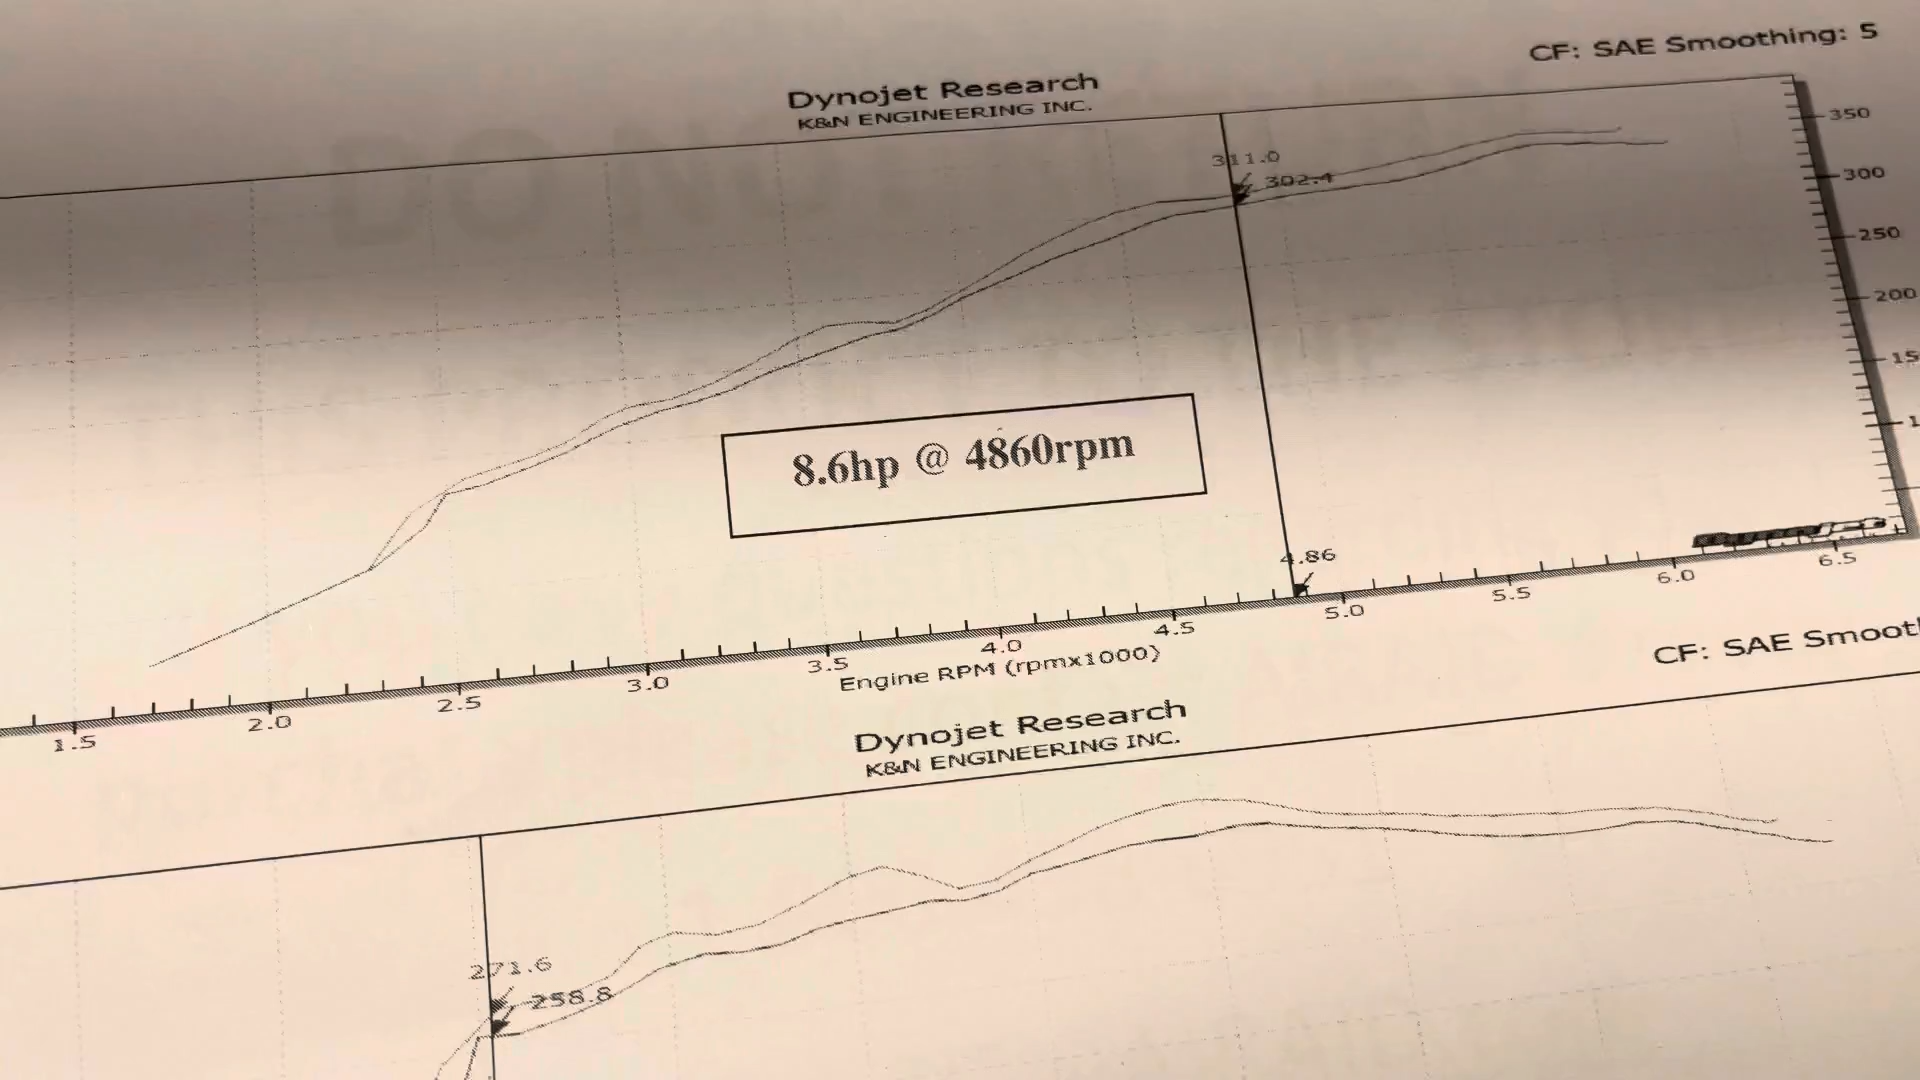 CF: SAE Smoothing: 5
Dynojet Research
K&N ENGINEERING INC.
350
311.0
302.4
300
250
200
8.6hp @ 4860rpm
4.86
Dynojet
1.5
2.0
2.5
3.0
3.5
4.0
4.5
5.0
5.5
6.0
6.5
Engine RPM (rpmx1000)
CF: SAE
Dynojet Research
K&N ENGINEERING INC.
271.6
258.8